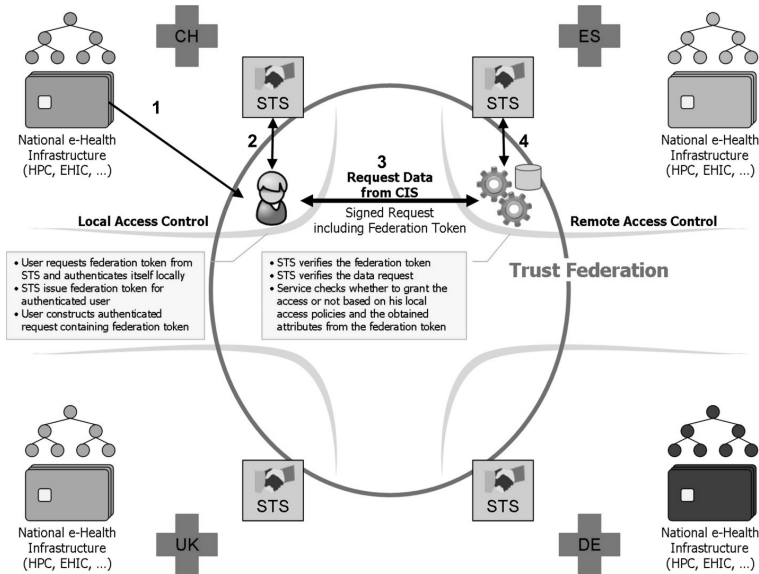 CH
ES
STS
STS
1
2
3
4
National e-Health
Infrastructure
(HPC, EHIC, ...)
National e-Health
Infrastructure
(HPC, EHIC, ...)
Request Data
from CIS
Signed Request
including Federation Token
Local Access Control
Remote Access Control
• User requests federation token from
STS and authenticates itself locally
• STS issue federation token for
authenticated user
• User constructs authenticated
request containing federation token
• STS verifies the federation token
• STS verifies the data request
• Service checks whether to grant the
access or not based on his local
access policies and the obtained
attributes from the federation token
Trust Federation
STS
STS
National e-Health
Infrastructure
(HPC, EHIC, ...)
UK
DE
National e-Health
Infrastructure
(HPC, EHIC, ...)